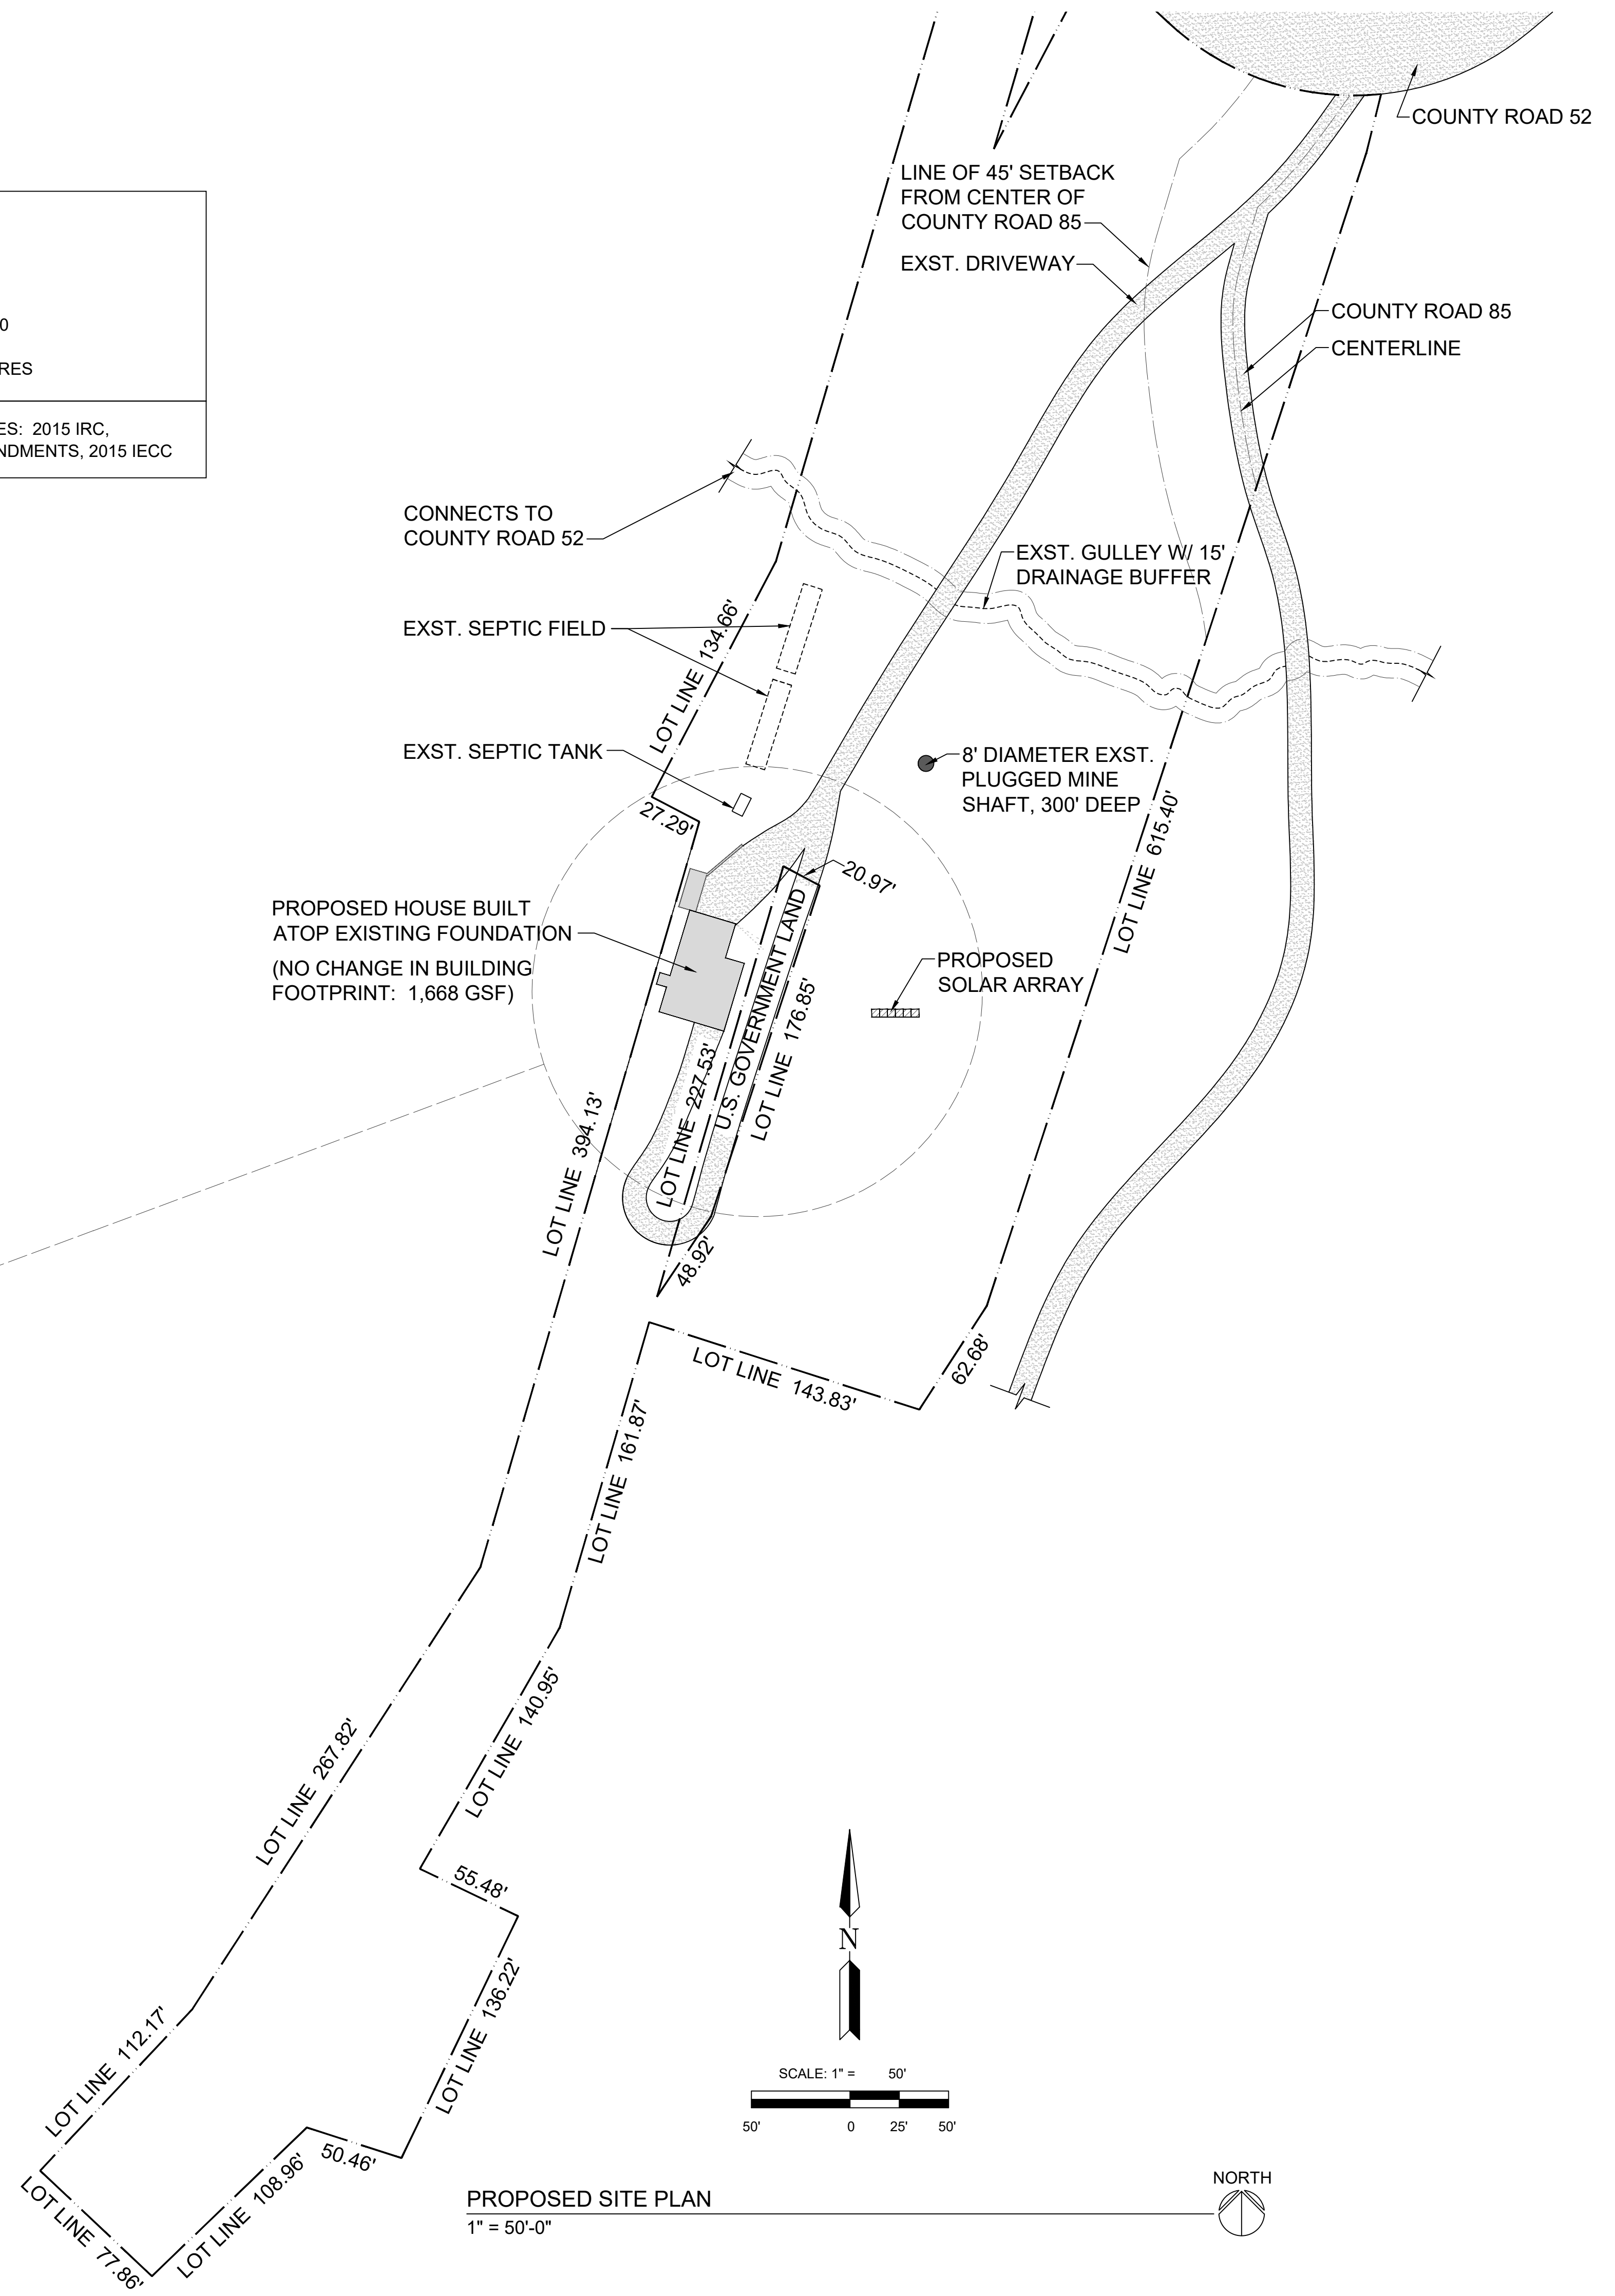 COUNTY ROAD 52
LINE OF 45' SETBACK
FROM CENTER OF
COUNTY ROAD 85
EXST. DRIVEWAY
0
RES
ES:  2015 IRC,
NDMENTS, 2015 IECC
COUNTY ROAD 85
CENTERLINE
CONNECTS TO
COUNTY ROAD 52
EXST. GULLEY W/ 15'
DRAINAGE BUFFER
EXST. SEPTIC FIELD
LOT LINE  134.66'
EXST. SEPTIC TANK
8' DIAMETER EXST.
PLUGGED MINE
SHAFT, 300' DEEP
27.29'
LOT LINE  615.40'
20.97'
PROPOSED HOUSE BUILT
ATOP EXISTING FOUNDATION
(NO CHANGE IN BUILDING
FOOTPRINT:  1,668 GSF)
PROPOSED
SOLAR ARRAY
U.S. GOVERNMENT LAND
LOT LINE  176.85'
LOT LINE  227.53'
LOT LINE  394.13'
48.92'
LOT LINE  143.83'
62.68'
LOT LINE  161.87'
LOT LINE  140.95'
LOT LINE  267.82'
55.48'
LOT LINE  136.22'
LOT LINE  112.17'
50.46'
LOT LINE  108.96'
LOT LINE  77.86'
N
SCALE: 1" =        50'
50'    0    25'    50'
NORTH
PROPOSED SITE PLAN
1" = 50'-0"